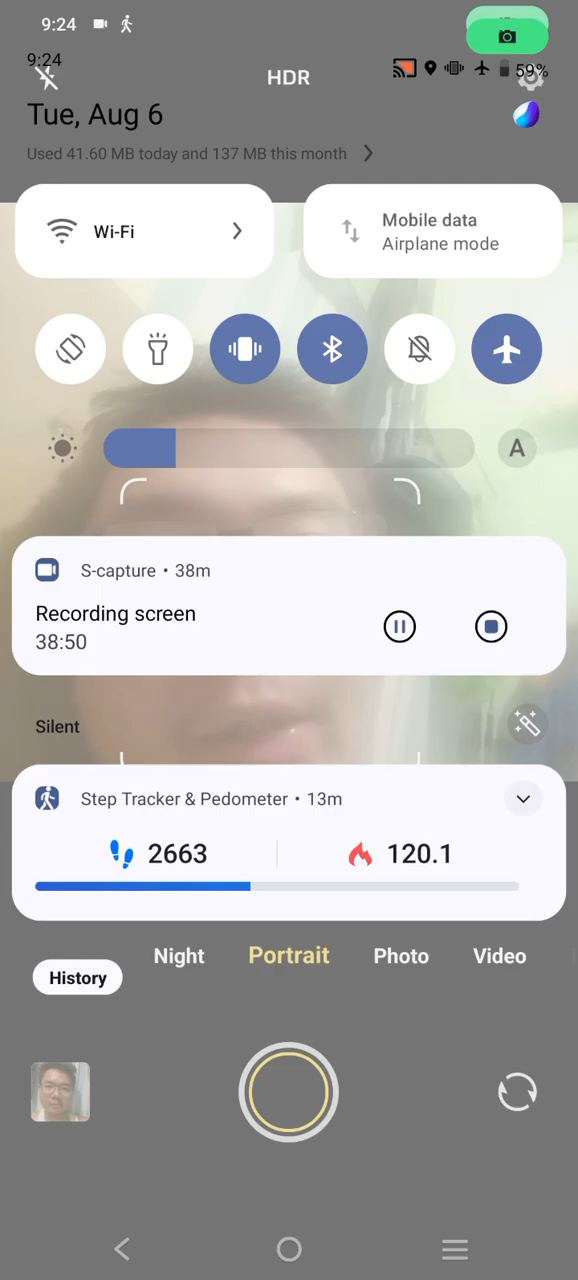 9:24
9:24
HDR
59%
Tue, Aug 6
Used 41.60 MB today and 137 MB this month
Wi-Fi
Mobile data
Airplane mode
A
S-capture • 38m
Recording screen
38:50
Silent
Step Tracker & Pedometer • 13m
2663
120.1
Night
Portrait
Photo
Video
History